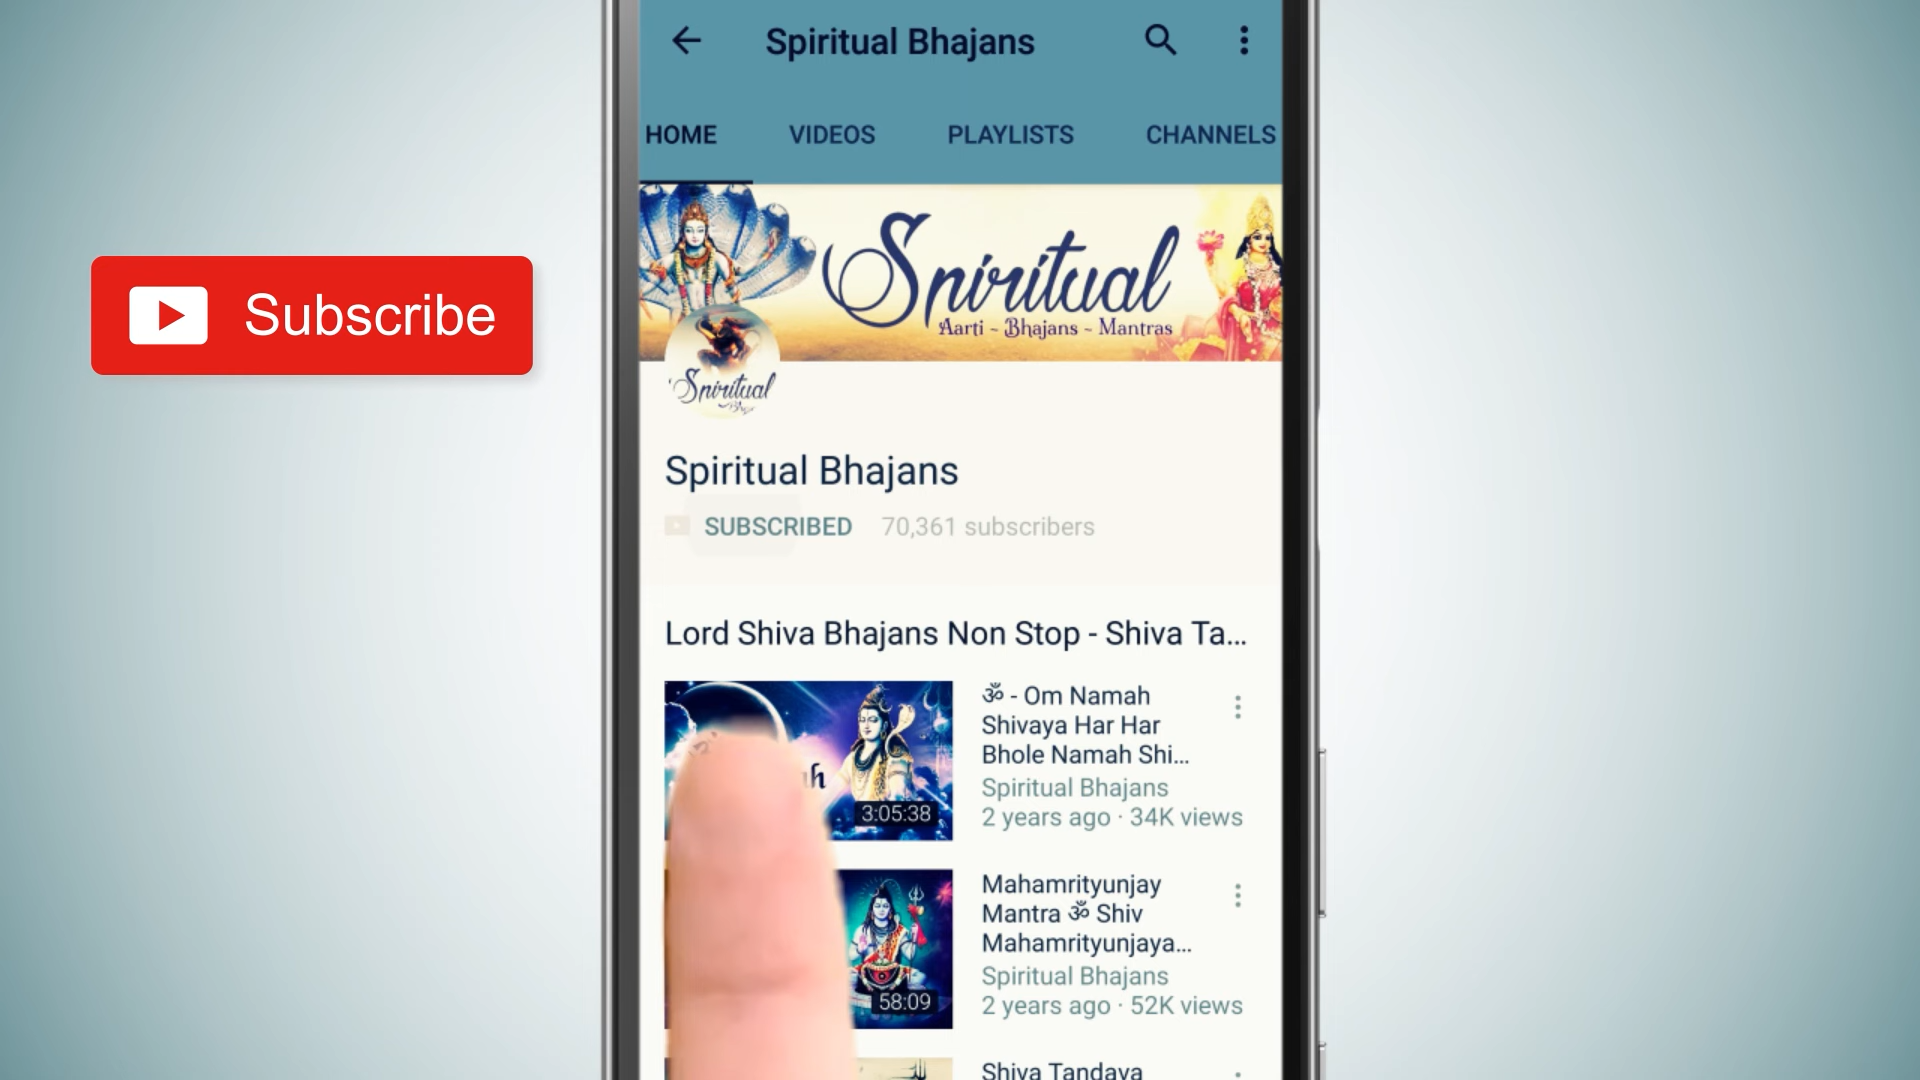 Spiritual Bhajans
HOME VIDEOS PLAYLISTS CHANNELS
Spiritual
Aarti ~ Bhajans ~ Mantras
Spiritual
Subscribe
Spiritual Bhajans
SUBSCRIBED 70,361 subscribers
Lord Shiva Bhajans Non Stop - Shiva Ta...
ॐ - Om Namah
Shivaya Har Har
Bhole Namah Shi...
Spiritual Bhajans
2 years ago · 34K views
3:05:38
Mahamrityunjay
Mantra ॐ Shiv
Mahamrityunjaya...
Spiritual Bhajans
2 years ago · 52K views
58:09
Shiva Tandava